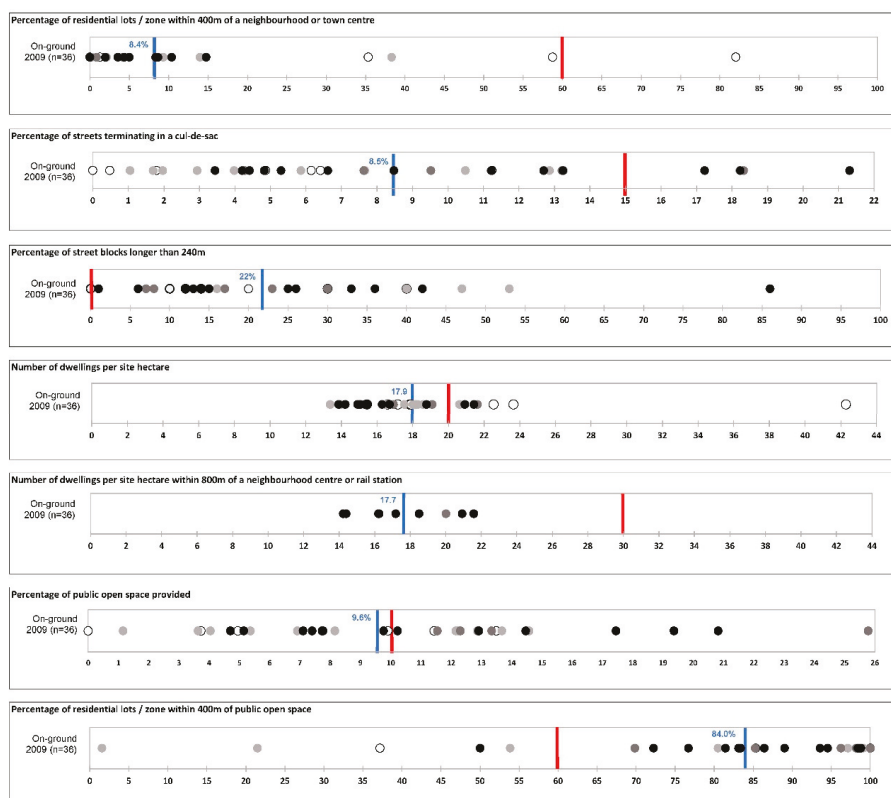 Percentage of residential lots / zone within 400m of a neighbourhood or town centre
8.4%
On-ground
2009 (n=36)
0 5 10 15 20 25 30 35 40 45 50 55 60 65 70 75 80 85 90 95 100
Percentage of streets terminating in a cul-de-sac
8.5%
On-ground
2009 (n=36)
0 1 2 3 4 5 6 7 8 9 10 11 12 13 14 15 16 17 18 19 20 21 22
Percentage of street blocks longer than 240m
22%
On-ground
2009 (n=36)
0 5 10 15 20 25 30 35 40 45 50 55 60 65 70 75 80 85 90 95 100
Number of dwellings per site hectare
17.9
On-ground
2009 (n=36)
0 2 4 6 8 10 12 14 16 18 20 22 24 26 28 30 32 34 36 38 40 42 44
Number of dwellings per site hectare within 800m of a neighbourhood centre or rail station
17.7
On-ground
2009 (n=36)
0 2 4 6 8 10 12 14 16 18 20 22 24 26 28 30 32 34 36 38 40 42 44
Percentage of public open space provided
9.6%
On-ground
2009 (n=36)
0 1 2 3 4 5 6 7 8 9 10 11 12 13 14 15 16 17 18 19 20 21 22 23 24 25 26
Percentage of residential lots / zone within 400m of public open space
84.0%
On-ground
2009 (n=36)
0 5 10 15 20 25 30 35 40 45 50 55 60 65 70 75 80 85 90 95 100